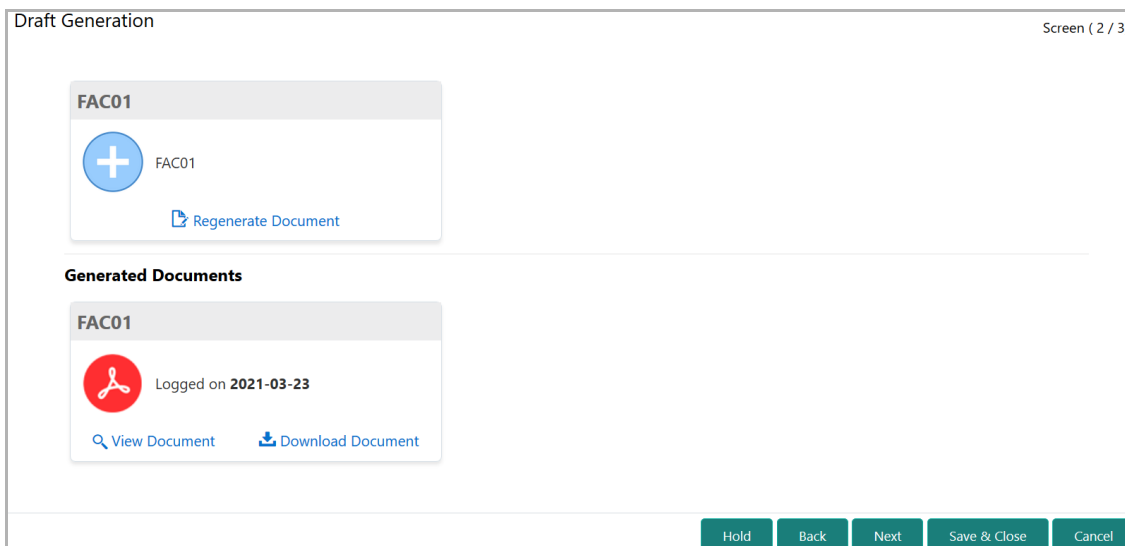 Draft Generation
Screen ( 2 / 3
FAC01
FAC01
Regenerate Document
Generated Documents
FAC01
Logged on 2021-03-23
View Document Download Document
Hold Back Next Save & Close Cancel